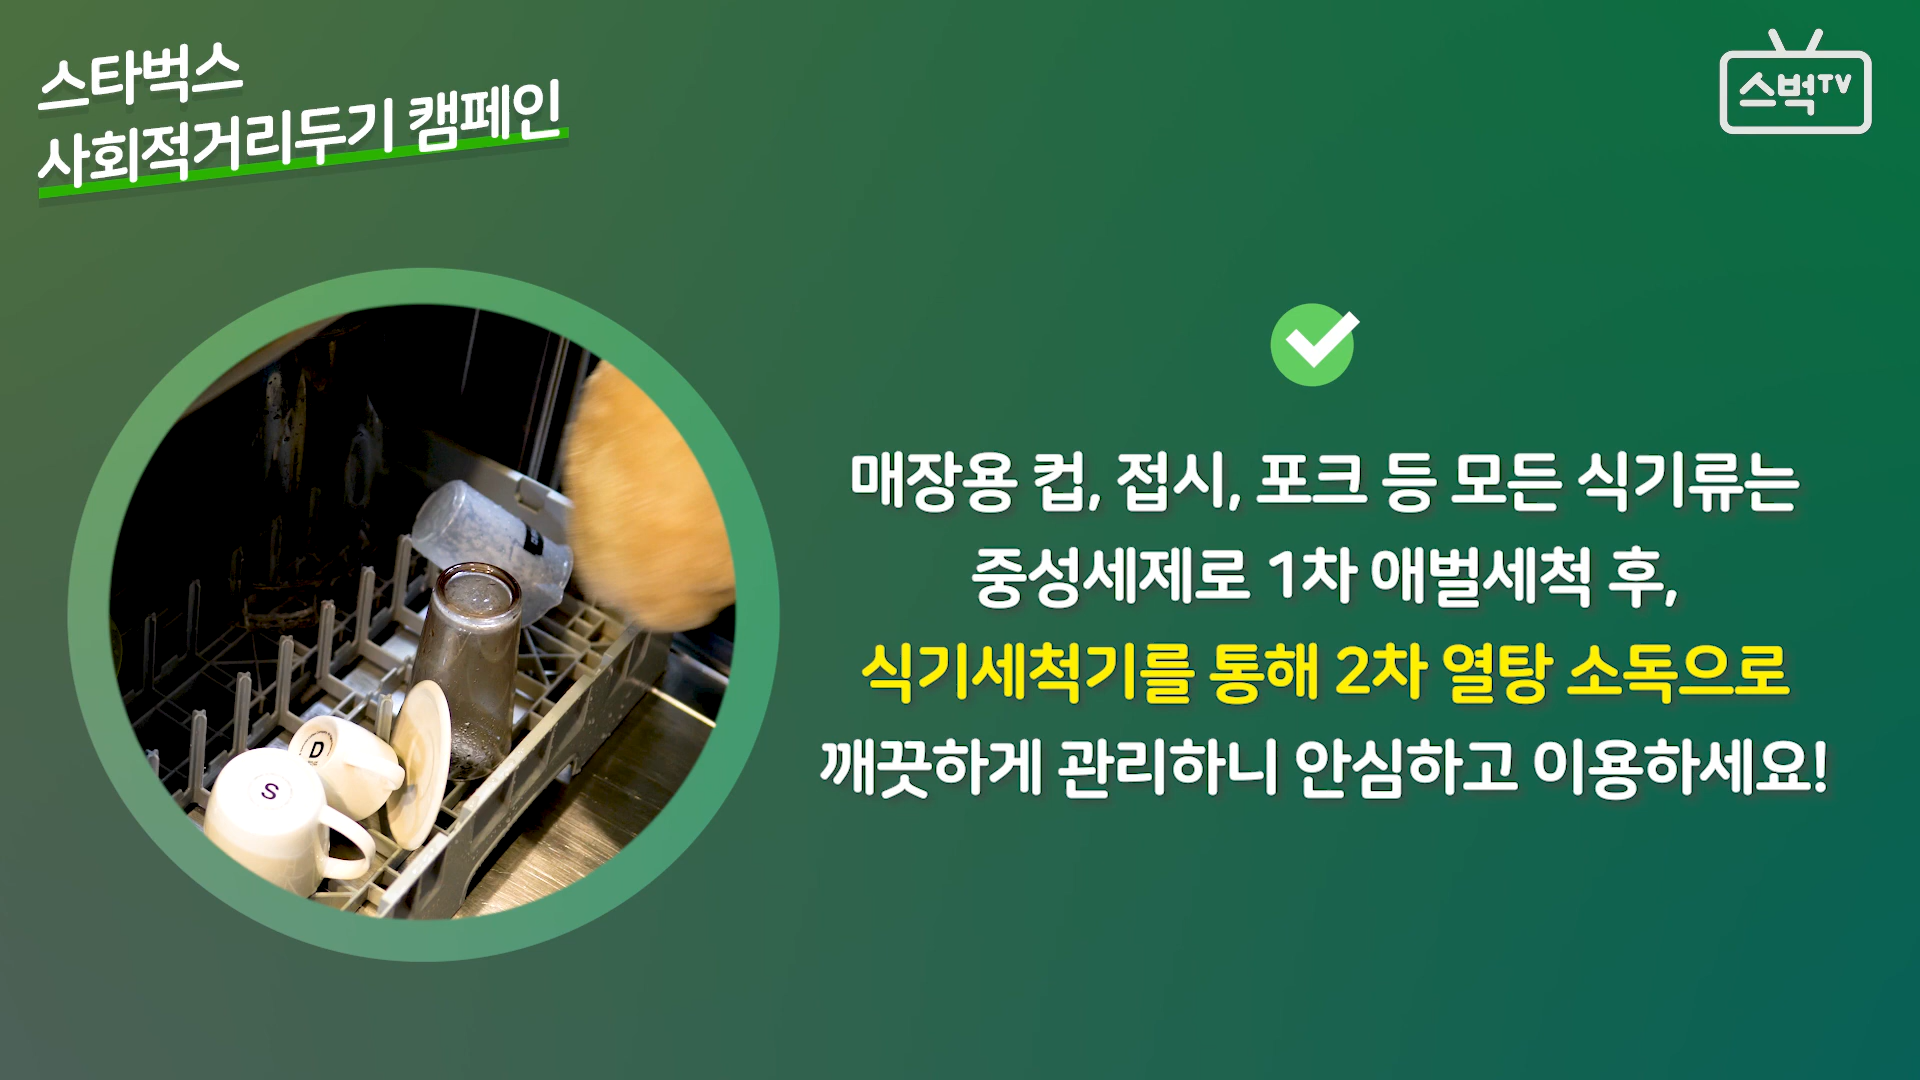 스타벅스
사회적거리두기 캠페인
스벅TV
매장용 컵, 접시, 포크 등 모든 식기류는
중성세제로 1차 애벌세척 후,
식기세척기를 통해 2차 열탕 소독으로
깨끗하게 관리하니 안심하고 이용하세요!
D
S